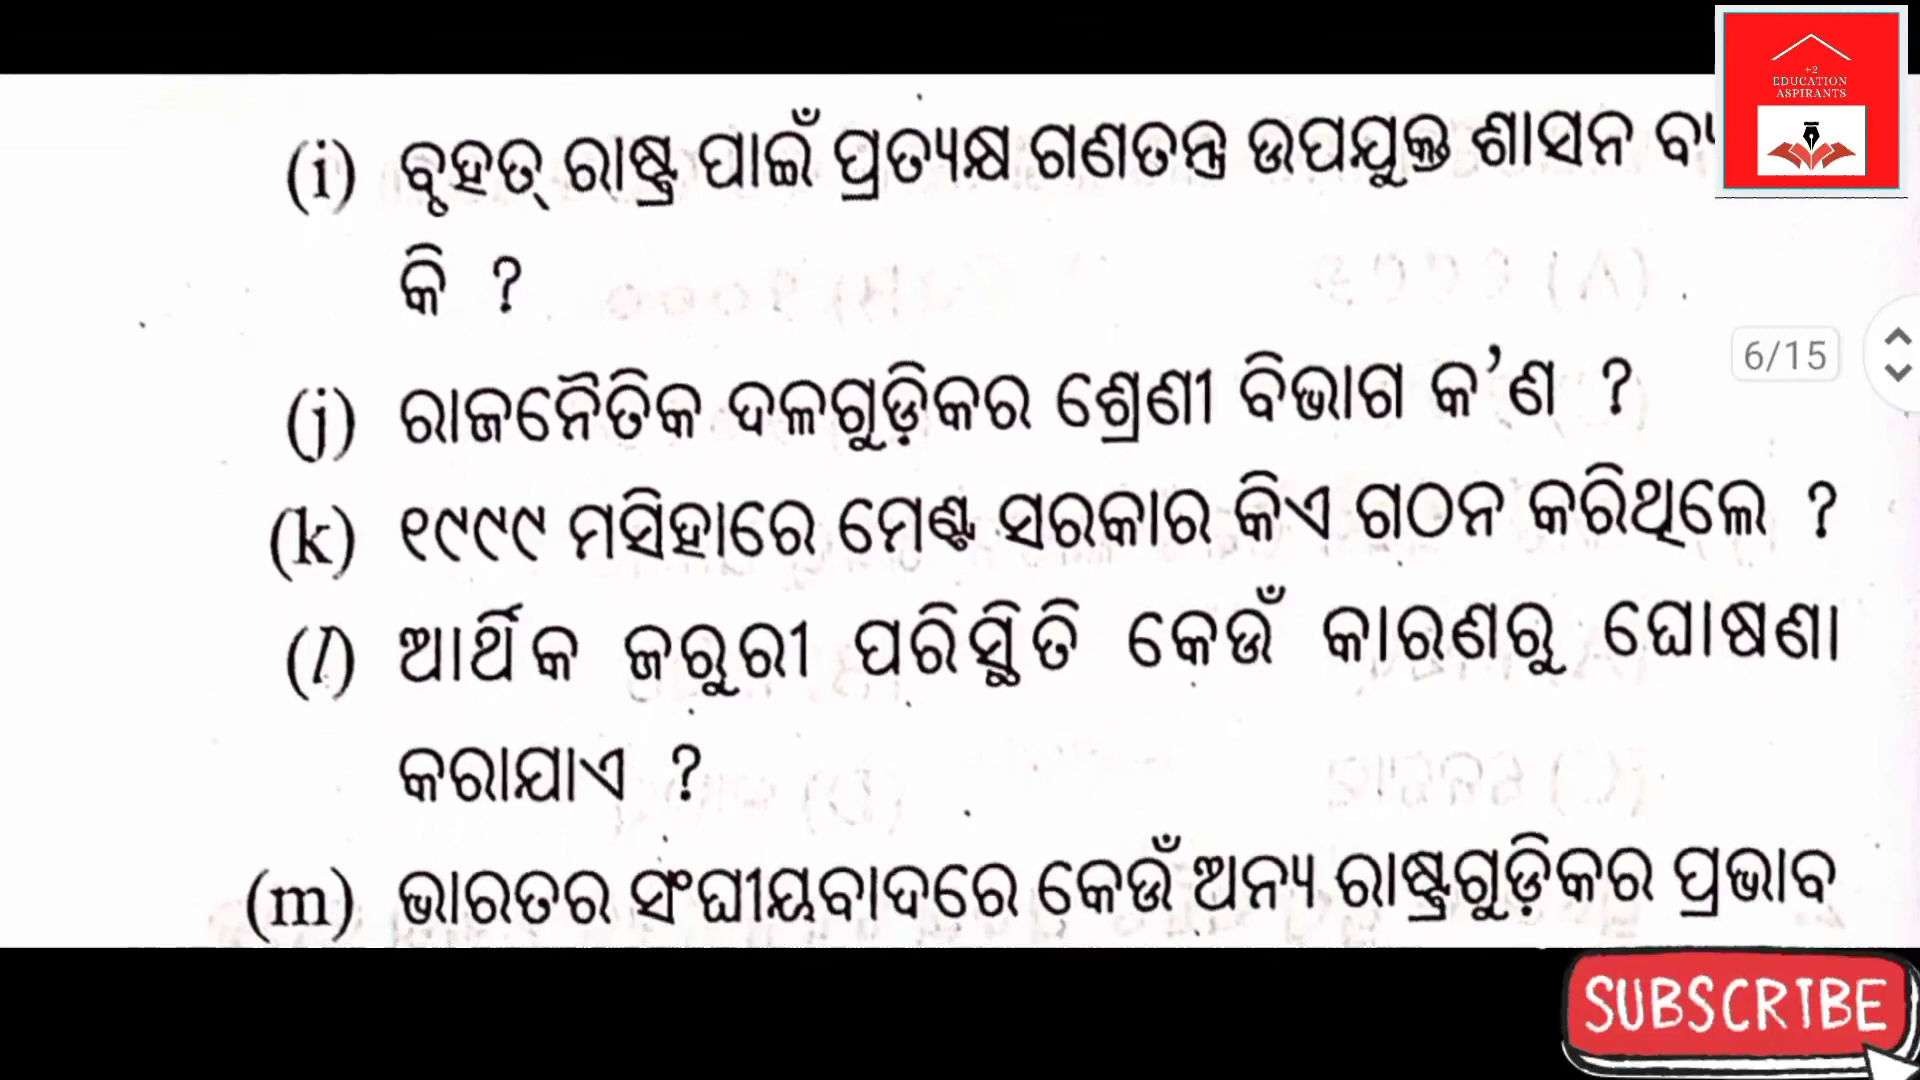 +2
EDUCATION
ASPIRANTS
(i) ବୃହତ୍ ରାଷ୍ଟ୍ର ପାଇଁ ପ୍ରତ୍ୟକ୍ଷ ଗଣତନ୍ତ୍ର ଉପଯୁକ୍ତ ଶାସନ
କି ?
6/15
(j) ରାଜନୈତିକ ଦଳଗୁଡ଼ିକର ଶ୍ରେଣୀ ବିଭାଗ କ’ଣ ?
(k) ୧୯୯୯ ମସିହାରେ ମେଣ୍ଟ ସରକାର କିଏ ଗଠନ କରିଥିଲେ ?
(l) ଆର୍ଥିକ ଜରୁରୀ ପରିସ୍ଥିତି କେଉଁ କାରଣରୁ ଘୋଷଣା
କରାଯାଏ ?
(m) ଭାରତର ସଂଘୀୟବାଦରେ କେଉଁ ଅନ୍ୟ ରାଷ୍ଟ୍ରଗୁଡ଼ିକର ପ୍ରଭାବ
SUBSCRIBE